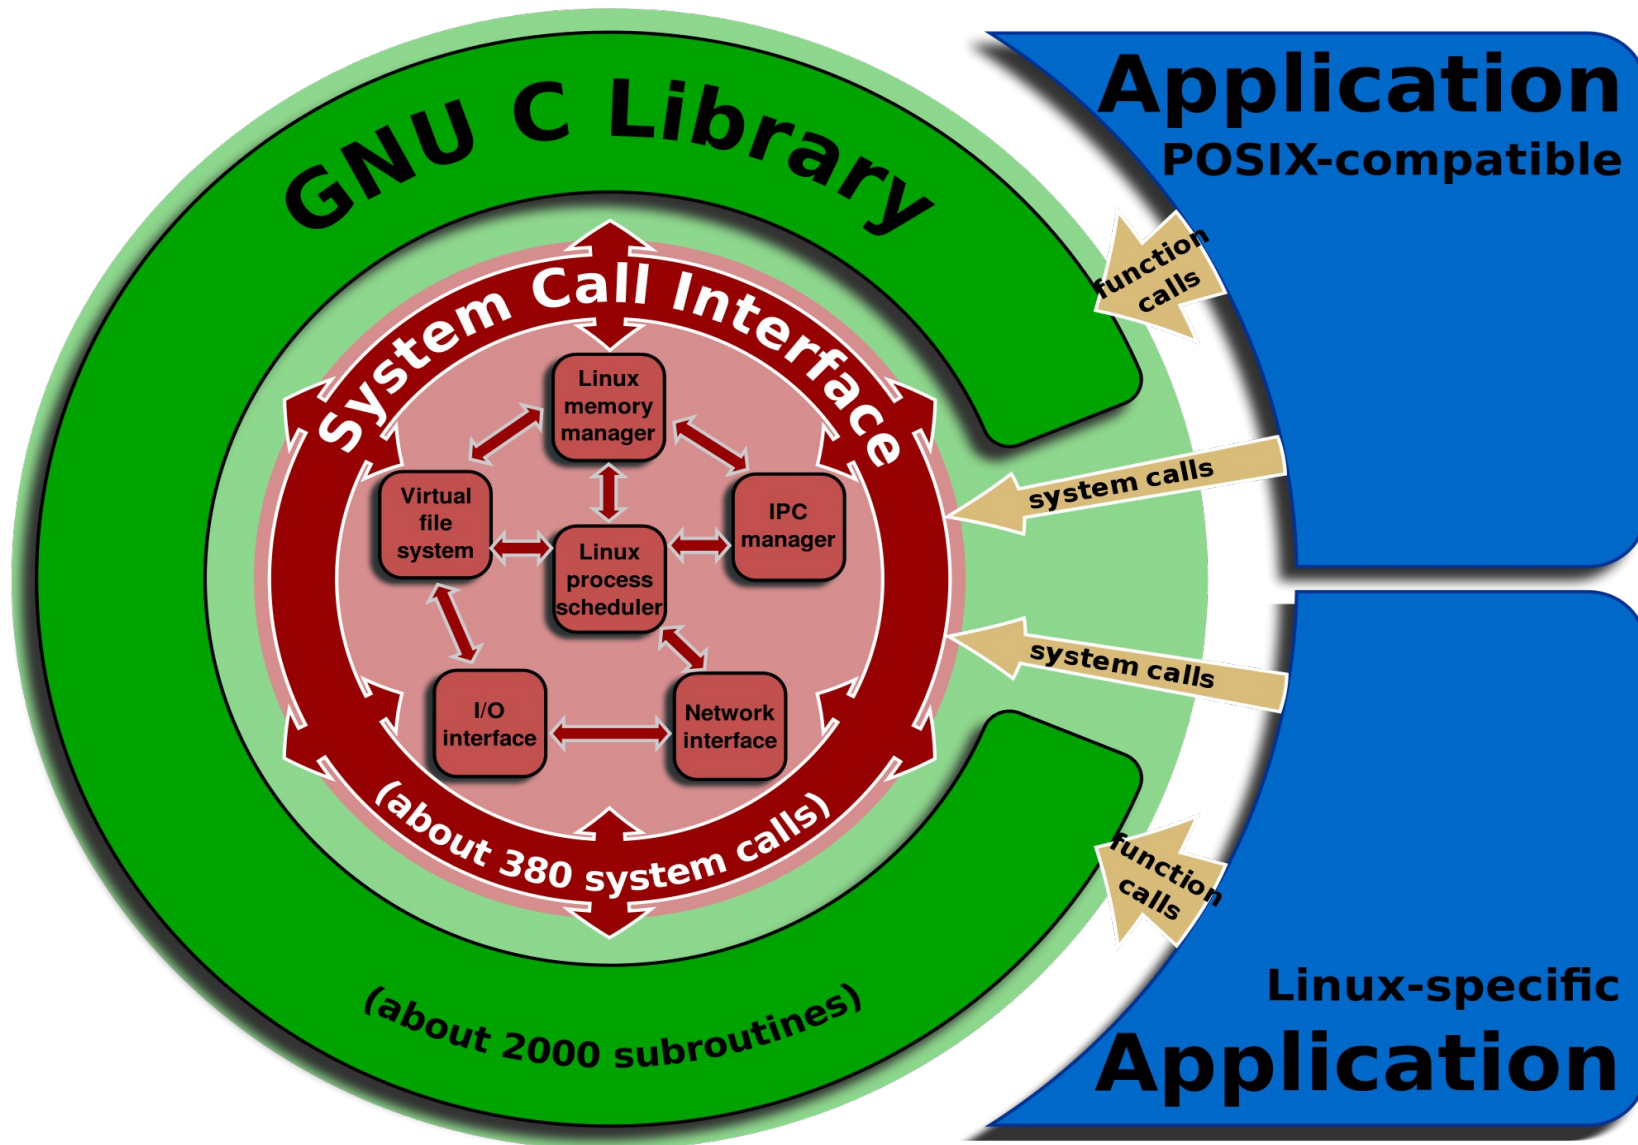 GNU C Library
System Call Interface
Linux
memory
manager
Virtual
file
system
IPC
manager
Linux
process
scheduler
I/O
interface
Network
interface
(about 380 system calls)
(about 2000 subroutines)
Application
POSIX-compatible
function
calls
system calls
system calls
function
calls
Linux-specific
Application